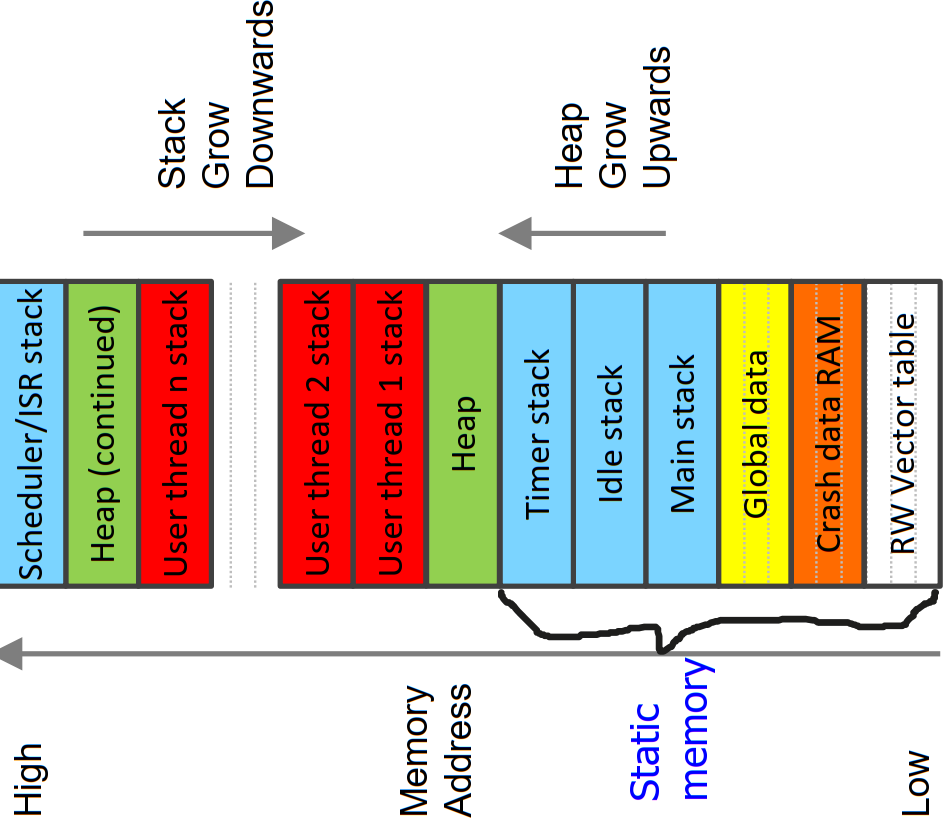 High
Memory
Address
Static
memory
Low
Scheduler/ISR stack
Heap (continued)
User thread n stack
User thread 2 stack
User thread 1 stack
Heap
Timer stack
Idle stack
Main stack
Global data
Crash data RAM
RW Vector table
Stack
Grow
Downwards
Heap
Grow
Upwards